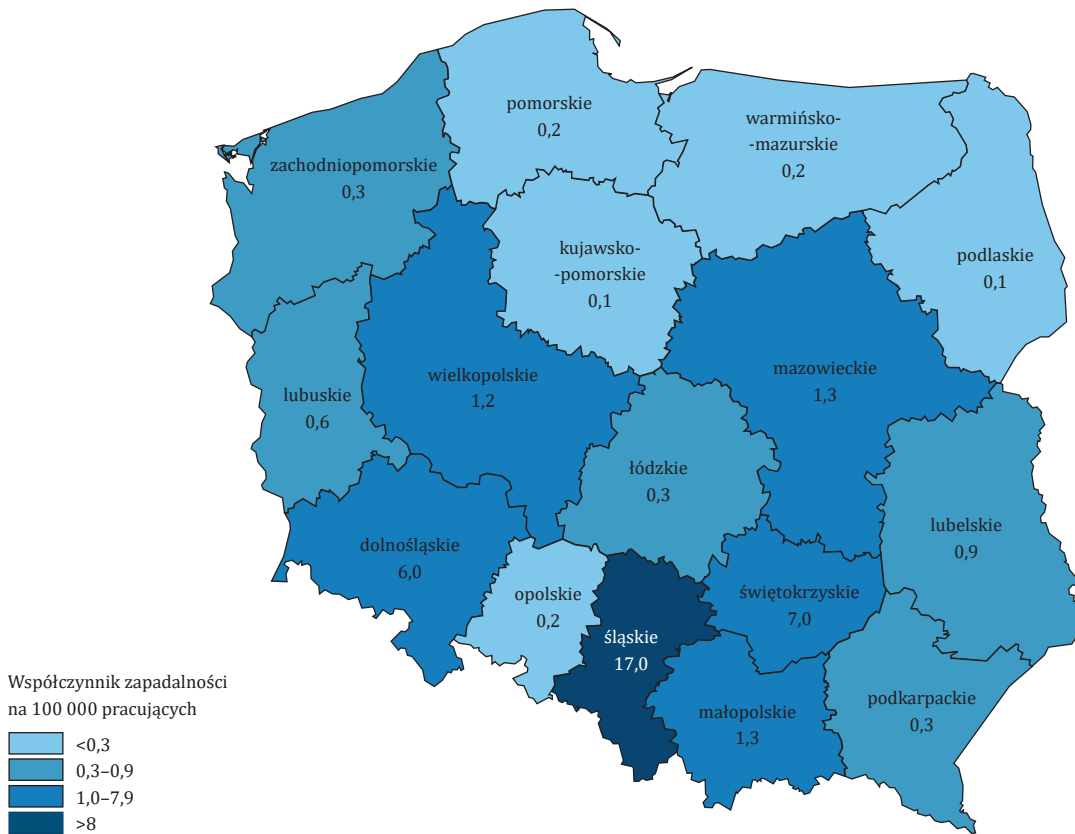 pomorskie
0,2
warmińsko-
-mazurskie
0,2
zachodniopomorskie
0,3
kujawsko-
-pomorskie
0,1
podlaskie
0,1
lubuskie
0,6
wielkopolskie
1,2
mazowieckie
1,3
łódzkie
0,3
lubelskie
0,9
dolnośląskie
6,0
opolskie
0,2
śląskie
17,0
świętokrzyskie
7,0
małopolskie
1,3
podkarpackie
0,3
Współczynnik zapadalności
na 100 000 pracujących
<0,3
0,3–0,9
1,0–7,9
>8